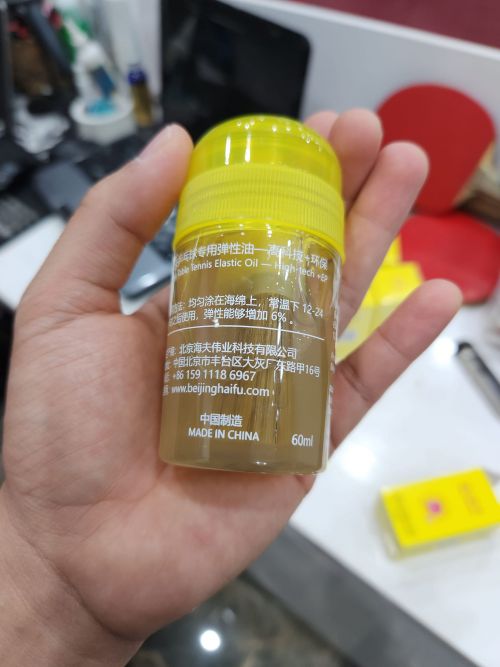 乒乓球专用弹性油—高科技+环保
Table Tennis Elastic Oil — High-tech +EP
法：均匀涂在海绵上，常温下 12-24
之后使用，弹性能够增加 6% 。
北京海夫伟业科技有限公司
中国北京市丰台区大灰厂东路甲16号
+86 159 1118 6967
www.beijinghaifu.com
中国制造
MADE IN CHINA
60ml